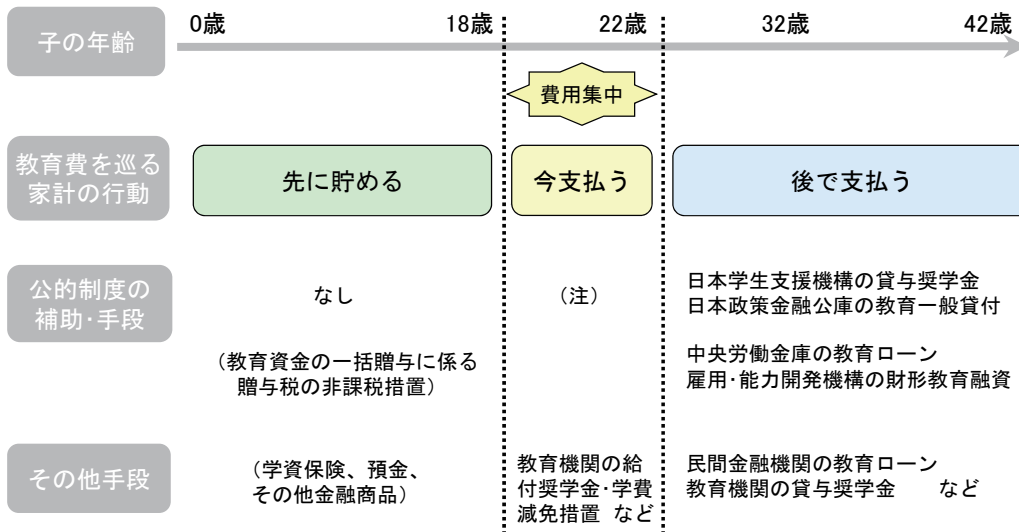 子の年齢
0歳 18歳 22歳 32歳 42歳
費用集中
教育費を巡る
家計の行動
先に貯める
今支払う
後で支払う
公的制度の
補助・手段
なし
(教育資金の一括贈与に係る
贈与税の非課税措置)
(注)
日本学生支援機構の貸与奨学金
日本政策金融公庫の教育一般貸付
中央労働金庫の教育ローン
雇用・能力開発機構の財形教育融資
その他手段
(学資保険、預金、
その他金融商品)
教育機関の給
付奨学金・学費
減免措置 など
民間金融機関の教育ローン
教育機関の貸与奨学金 など